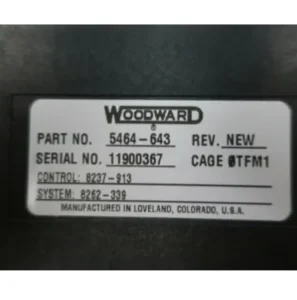 WOODWARD
®
PART NO. 5464-643 REV. NEW
SERIAL NO. 11900367 CAGE 0TFM1
CONTROL: 8237-913
SYSTEM: 8262-339
MANUFACTURED IN LOVELAND, COLORADO, U.S.A.